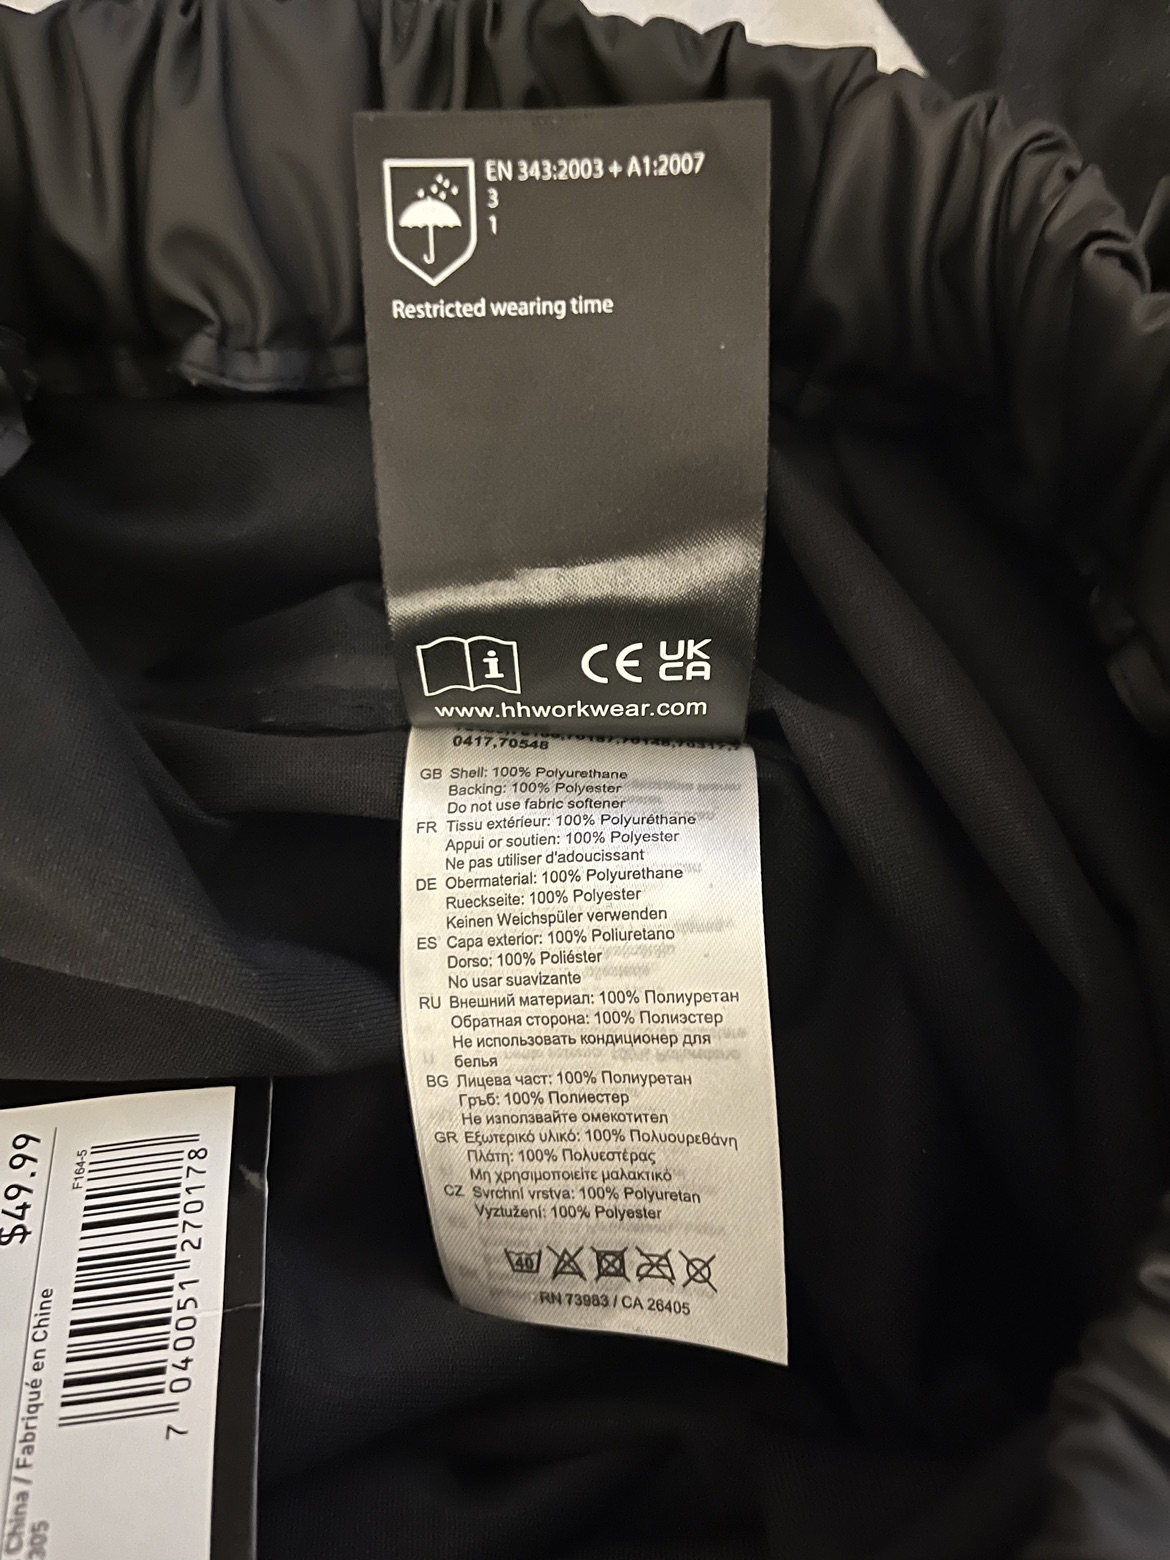 EN 343:2003 + A1:2007
3
1
Restricted wearing time
i
CE UK CA
www.hhworkwear.com
0417,70548
GB Shell: 100% Polyurethane
Backing: 100% Polyester
Do not use fabric softener
FR Tissu extérieur: 100% Polyuréthane
Appui or soutien: 100% Polyester
Ne pas utiliser d'adoucissant
DE Obermaterial: 100% Polyurethane
Rueckseite: 100% Polyester
Keinen Weichspüler verwenden
ES Capa exterior: 100% Poliuretano
Dorso: 100% Poliéster
No usar suavizante
RU Внешний материал: 100% Полиуретан
Обратная сторона: 100% Полиэстер
Не использовать кондиционер для
белья
BG Лицева част: 100% Полиуретан
Гръб: 100% Полиестер
Не използвайте омекотител
GR Εξωτερικό υλικό: 100% Πολυουρεθάνη
Πλάτη: 100% Πολυεστέρας
Μη χρησιμοποιείτε μαλακτικό
CZ Svrchní vrstva: 100% Polyuretan
Vyztužení: 100% Polyester
40
RN 73983 / CA 26405
$49.99
F164-5
7 040051 270178
China / Fabriqué en Chine
305